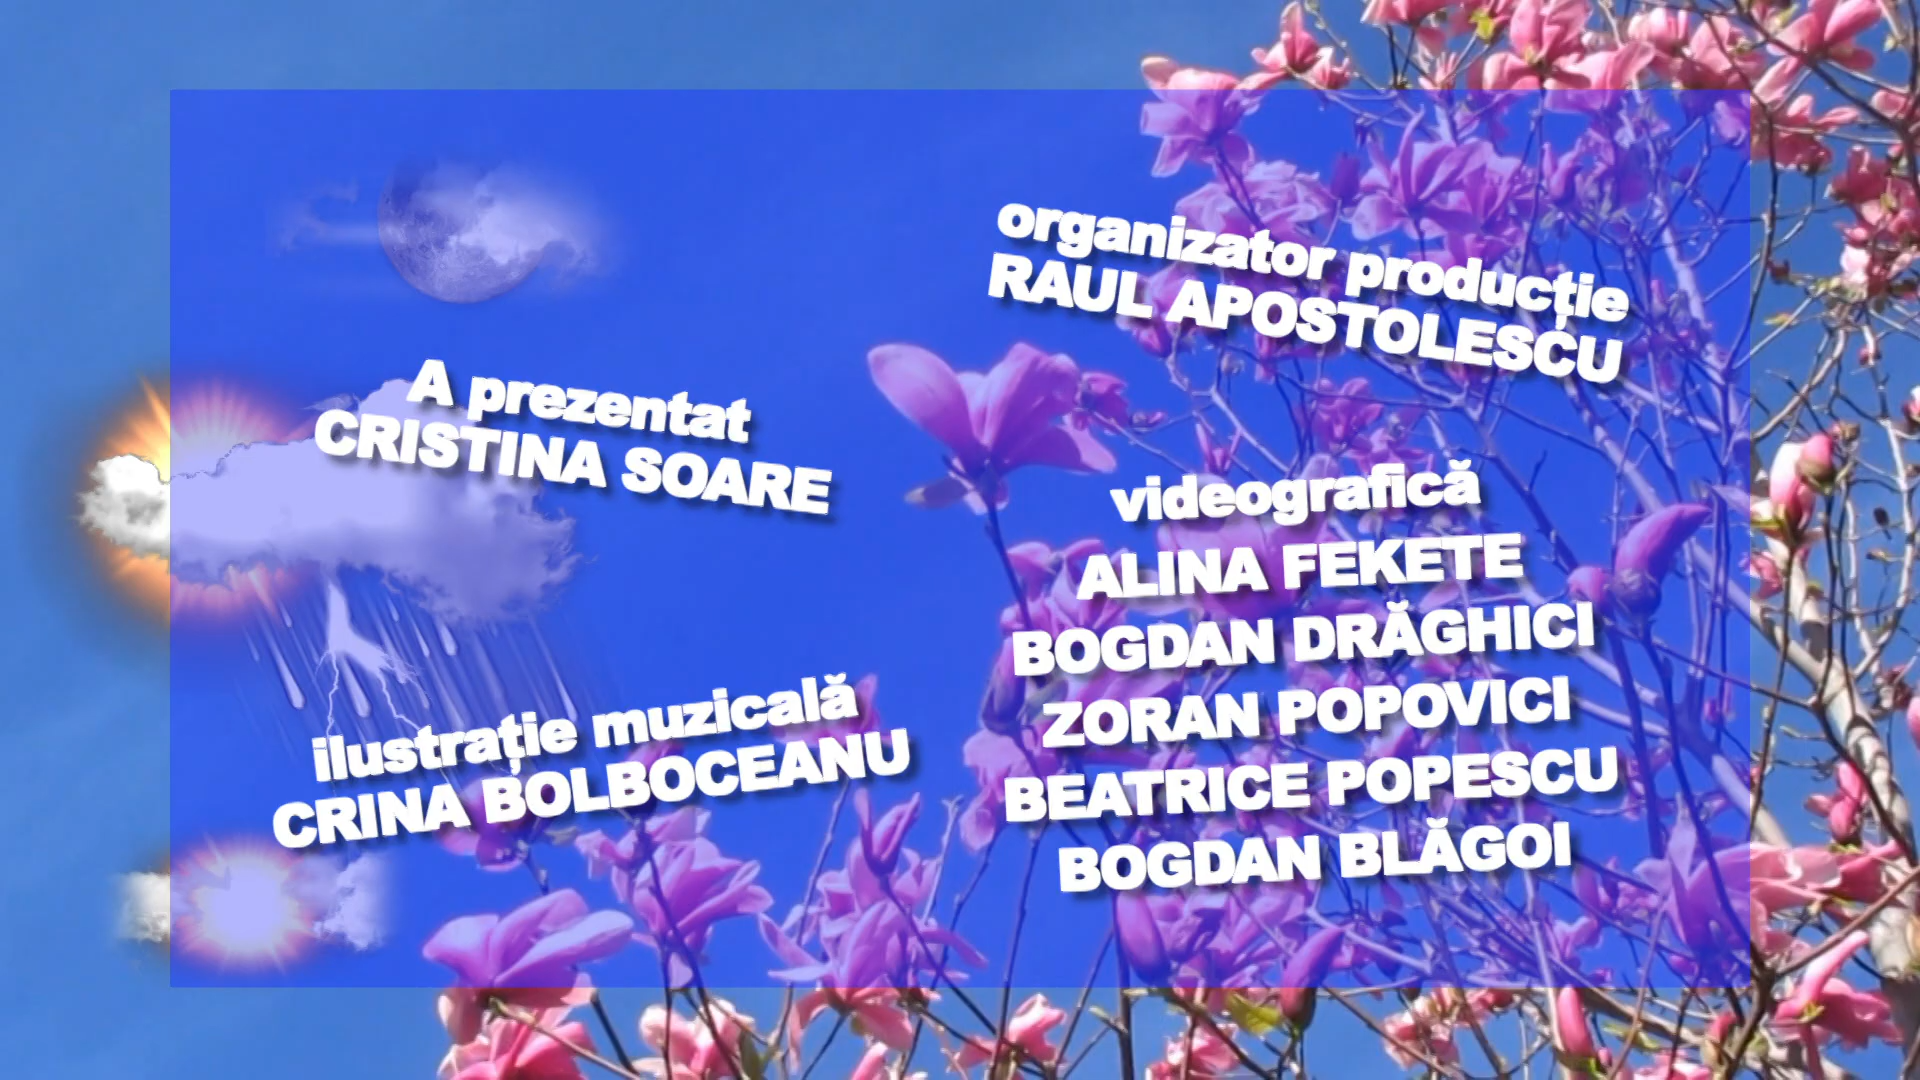 A prezentat
CRISTINA SOARE
ilustrație muzicală
CRINA BOLBOCEANU
organizator producție
RAUL APOSTOLESCU
videografică
ALINA FEKETE
BOGDAN DRĂGHICI
ZORAN POPOVICI
BEATRICE POPESCU
BOGDAN BLĂGOI